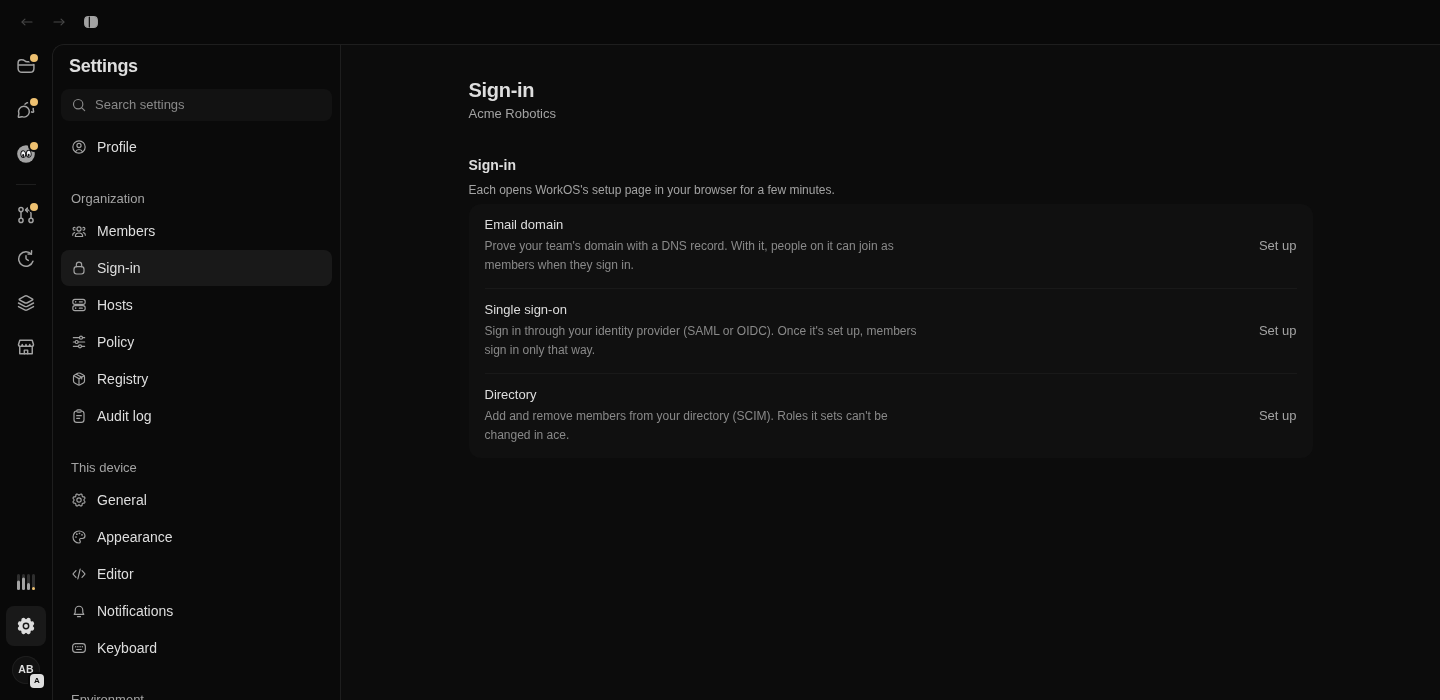 Settings
Search settings
Profile
Organization
Members
Sign-in
Hosts
Policy
Registry
Audit log
This device
General
Appearance
Editor
Notifications
Keyboard
Environment
AB
A
Sign-in
Acme Robotics
Sign-in
Each opens WorkOS's setup page in your browser for a few minutes.
Email domain
Prove your team's domain with a DNS record. With it, people on it can join as
members when they sign in.
Set up
Single sign-on
Sign in through your identity provider (SAML or OIDC). Once it's set up, members
sign in only that way.
Set up
Directory
Add and remove members from your directory (SCIM). Roles it sets can't be
changed in ace.
Set up